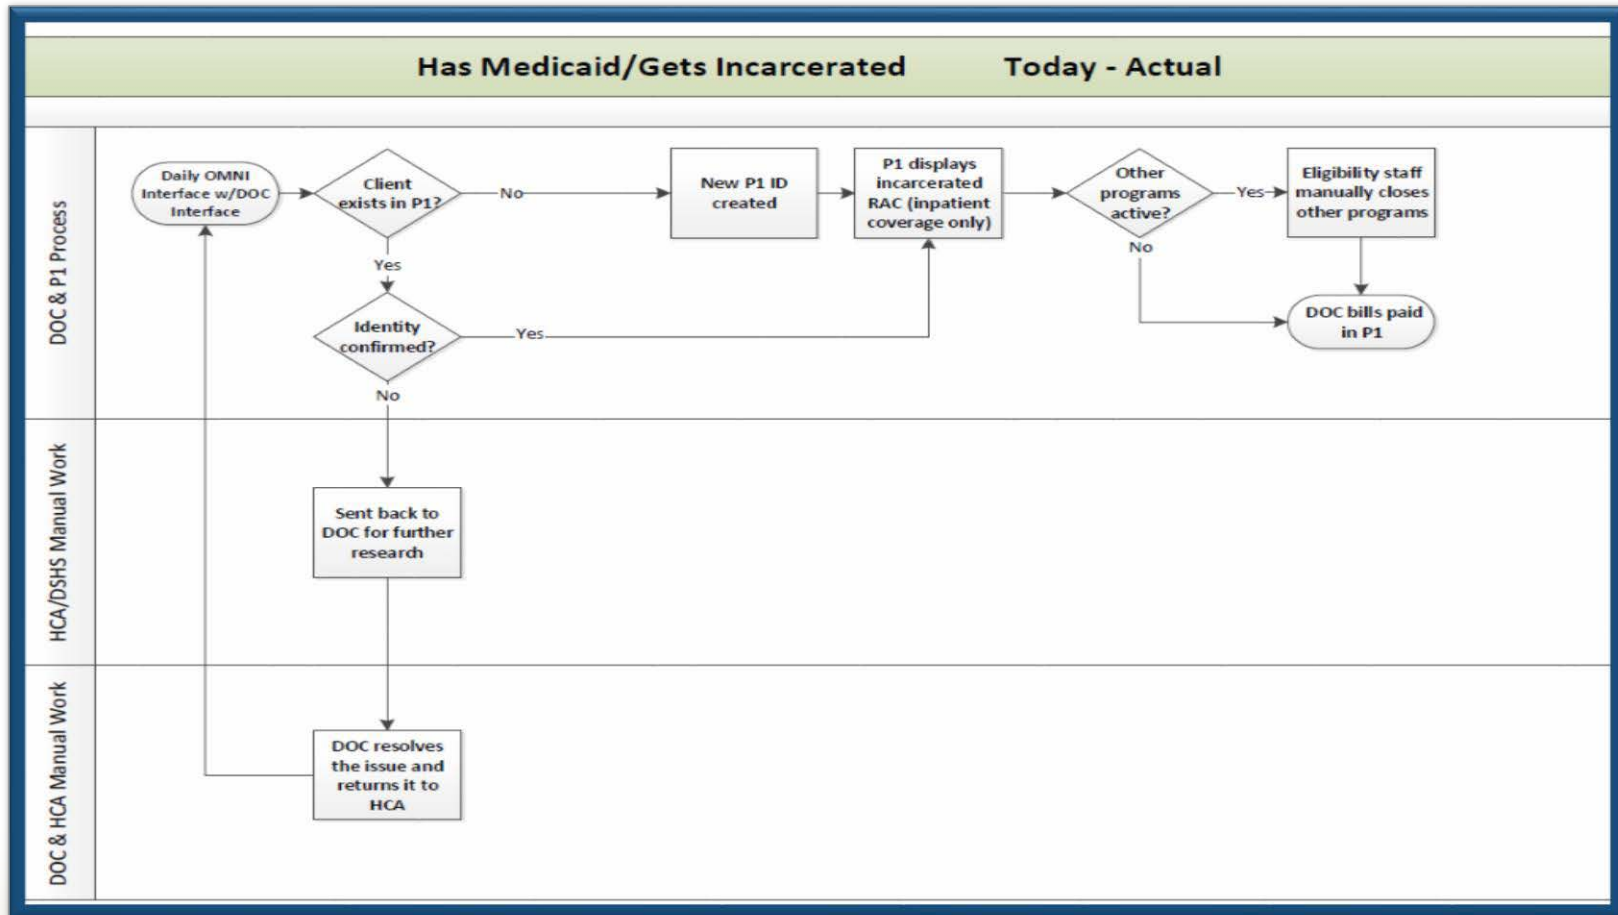 Has Medicaid/Gets Incarcerated Today - Actual
DOC & P1 Process
Daily OMNI
Interface w/DOC
Interface
Client
exists in P1?
No
New P1 ID
created
P1 displays
incarcerated
RAC (inpatient
coverage only)
Other
programs
active?
Yes
Eligibility staff
manually closes
other programs
No
DOC bills paid
in P1
Yes
Identity
confirmed?
Yes
No
HCA/DSHS Manual Work
Sent back to
DOC for further
research
DOC & HCA Manual Work
DOC resolves
the issue and
returns it to
HCA